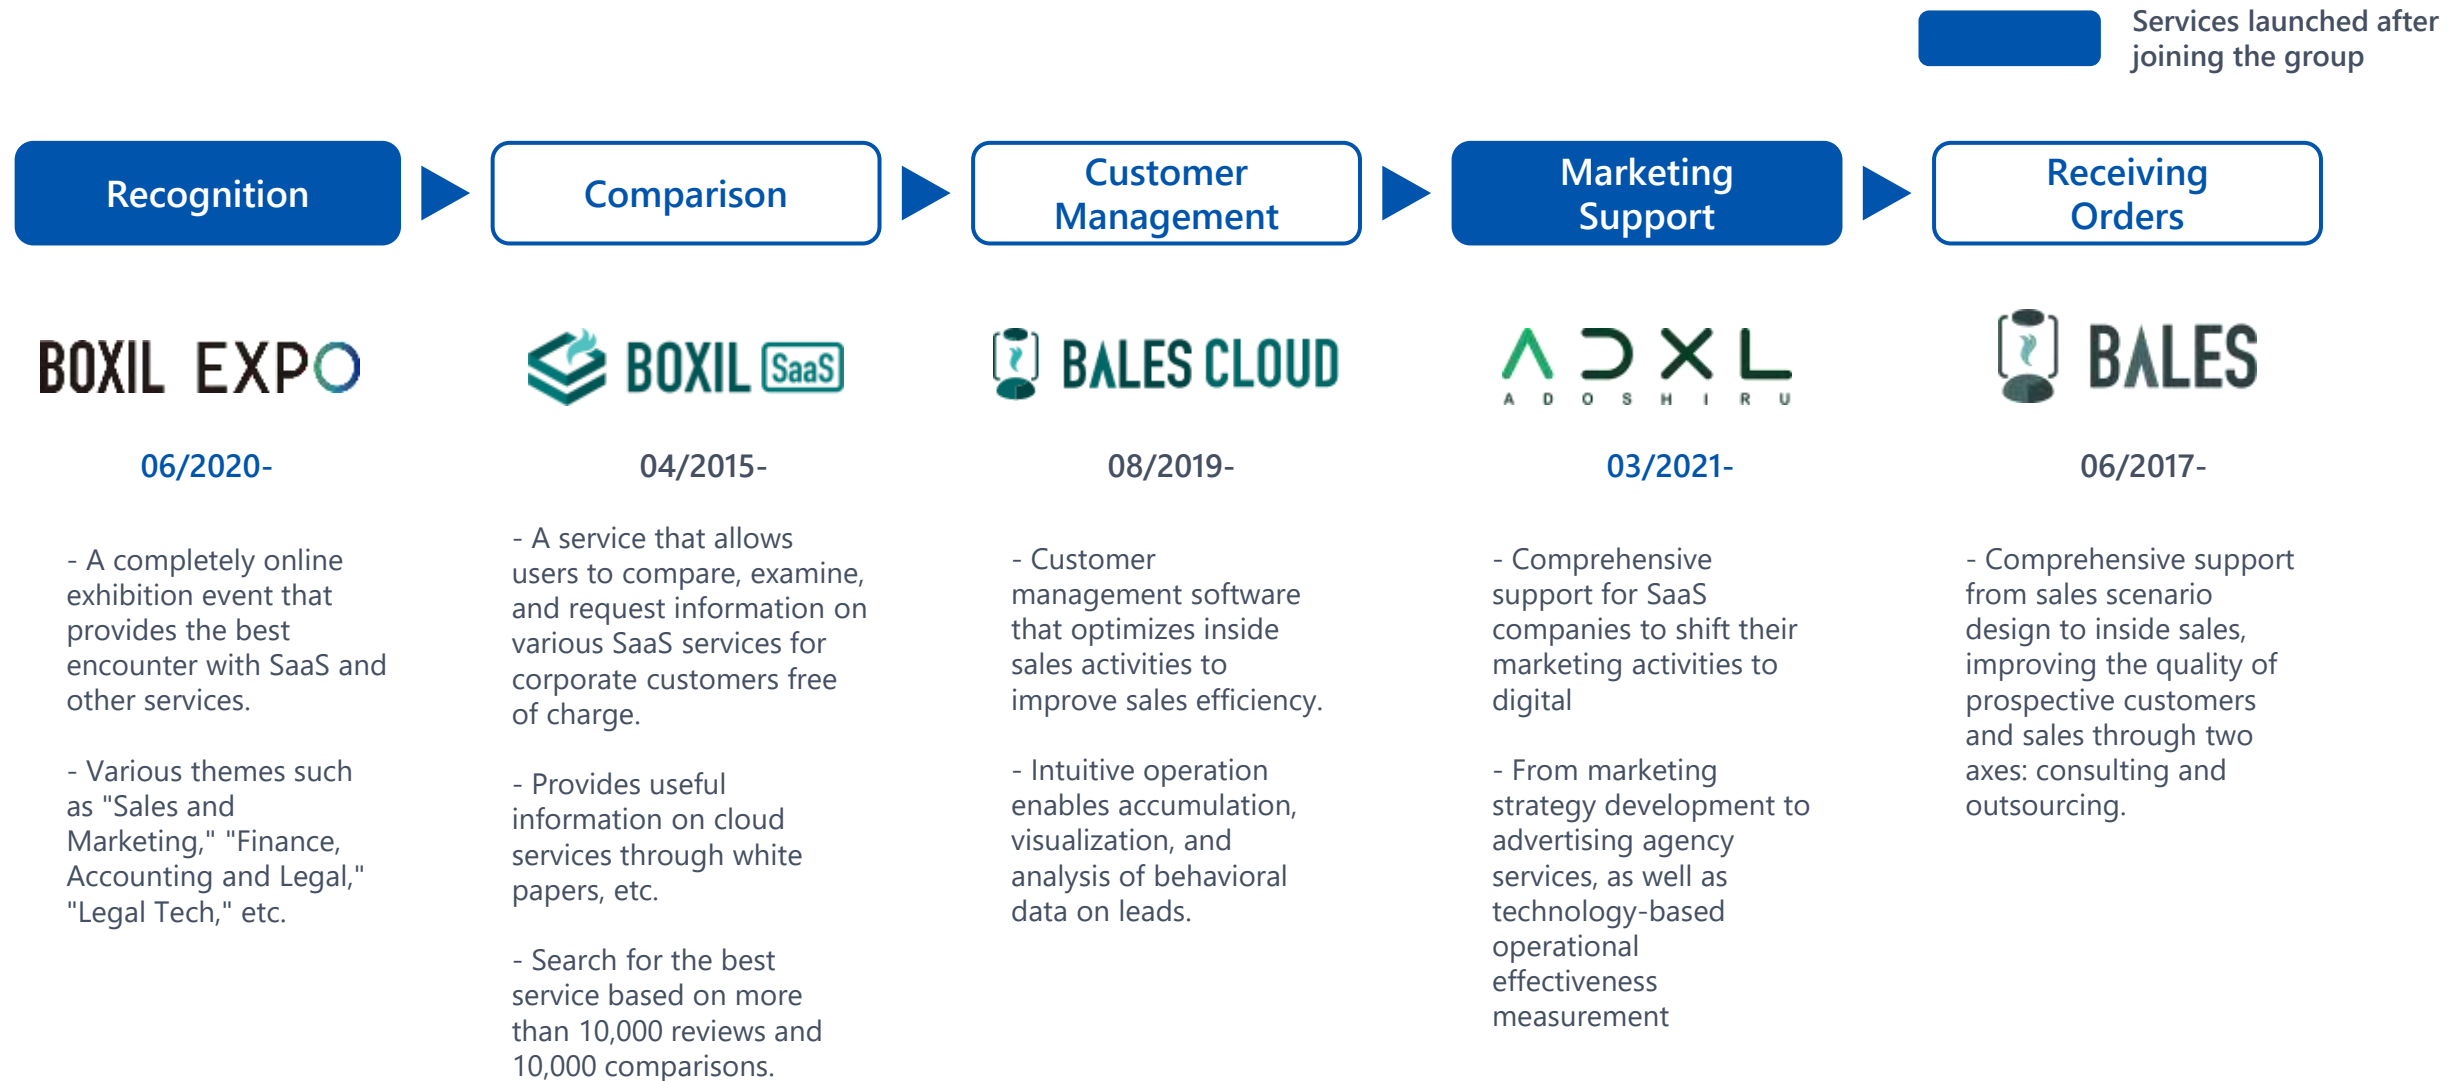 Services launched after
joining the group
Recognition
Comparison
Customer
Management
Marketing
Support
Receiving
Orders
BOXIL EXPO
BOXIL SaaS
BALES CLOUD
ADXL
ADOSHIRU
BALES
06/2020-
04/2015-
08/2019-
03/2021-
06/2017-
- A completely online
exhibition event that
provides the best
encounter with SaaS and
other services.
- Various themes such
as "Sales and
Marketing," "Finance,
Accounting and Legal,"
"Legal Tech," etc.
- A service that allows
users to compare, examine,
and request information on
various SaaS services for
corporate customers free
of charge.
- Provides useful
information on cloud
services through white
papers, etc.
- Search for the best
service based on more
than 10,000 reviews and
10,000 comparisons.
- Customer
management software
that optimizes inside
sales activities to
improve sales efficiency.
- Intuitive operation
enables accumulation,
visualization, and
analysis of behavioral
data on leads.
- Comprehensive
support for SaaS
companies to shift their
marketing activities to
digital
- From marketing
strategy development to
advertising agency
services, as well as
technology-based
operational
effectiveness
measurement
- Comprehensive support
from sales scenario
design to inside sales,
improving the quality of
prospective customers
and sales through two
axes: consulting and
outsourcing.